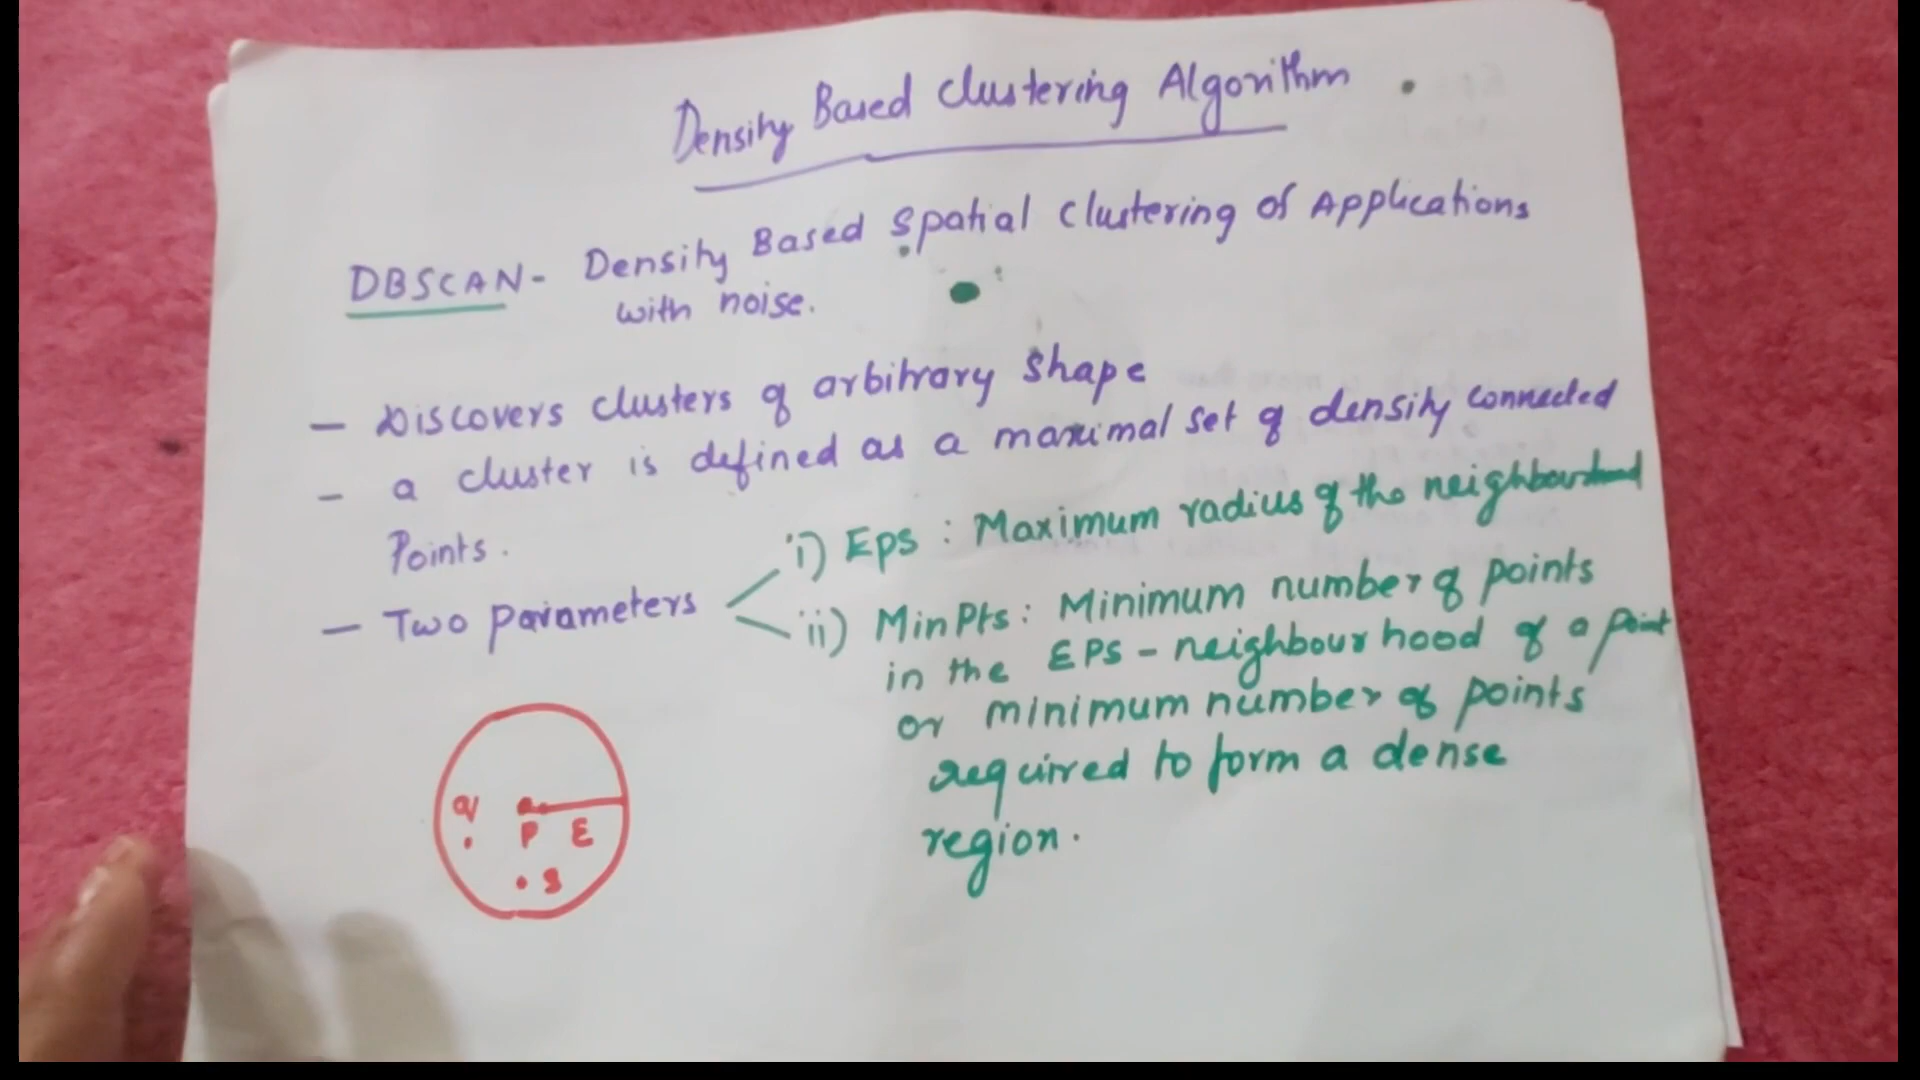 Density Based Clustering Algorithm
DBSCAN - Density Based Spatial Clustering of Applications
with noise.
- Discovers clusters of arbitrary shape
- a cluster is defined as a maximal set of density connected
Points.
- Two parameters
i) Eps : Maximum radius of the neighbourhood
ii) MinPts : Minimum number of points
in the EPS - neighbourhood of a point
or minimum number of points
required to form a dense
region.
q P E
S